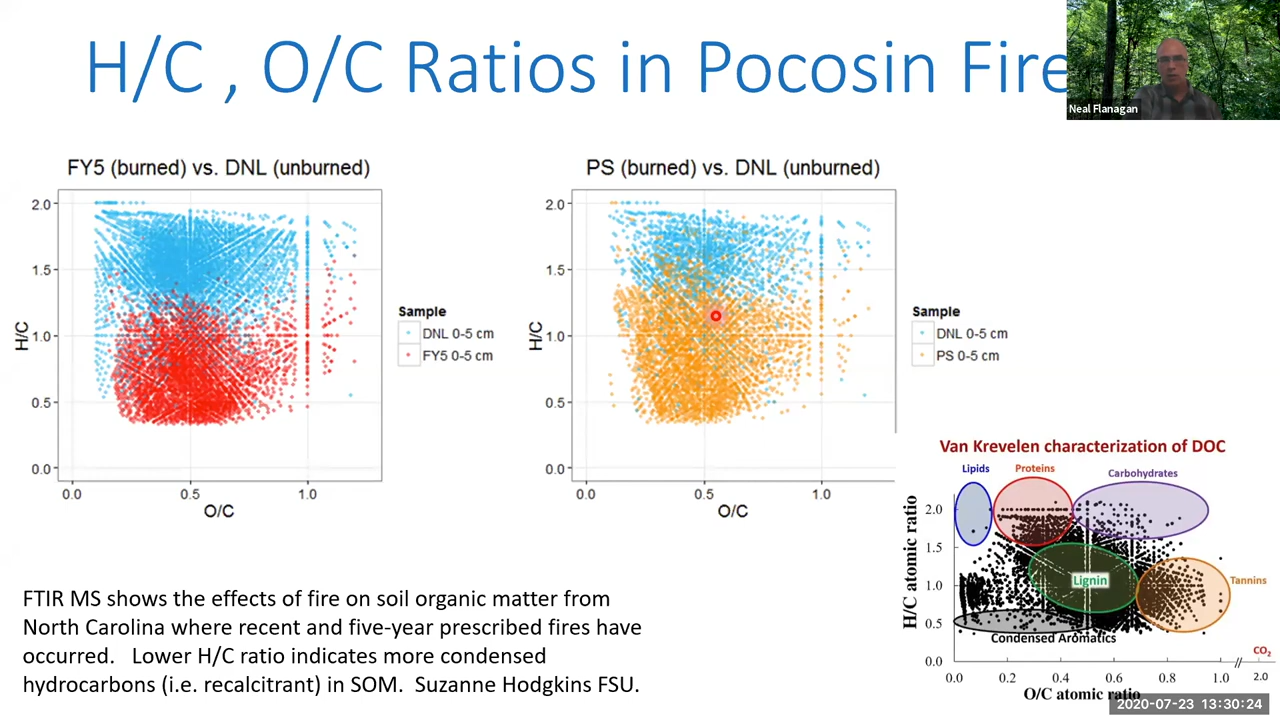 H/C , O/C Ratios in Pocosin Fire
Neal Flanagan
FY5 (burned) vs. DNL (unburned)
2.0
1.5
1.0
0.5
0.0
H/C
0.0
0.5
1.0
O/C
Sample
DNL 0-5 cm
FY5 0-5 cm
PS (burned) vs. DNL (unburned)
2.0
1.5
1.0
0.5
0.0
H/C
0.0
0.5
1.0
O/C
Sample
DNL 0-5 cm
PS 0-5 cm
Van Krevelen characterization of DOC
Lipids
Proteins
Carbohydrates
Lignin
Tannins
Condensed Aromatics
H/C atomic ratio
2.0
1.5
1.0
0.5
0.0
CO2
0.0 0.2 0.4 0.6 0.8 1.0 2.0
O/C atomic ratio
FTIR MS shows the effects of fire on soil organic matter from
North Carolina where recent and five-year prescribed fires have
occurred. Lower H/C ratio indicates more condensed
hydrocarbons (i.e. recalcitrant) in SOM. Suzanne Hodgkins FSU.
2020-07-23 13:30:24